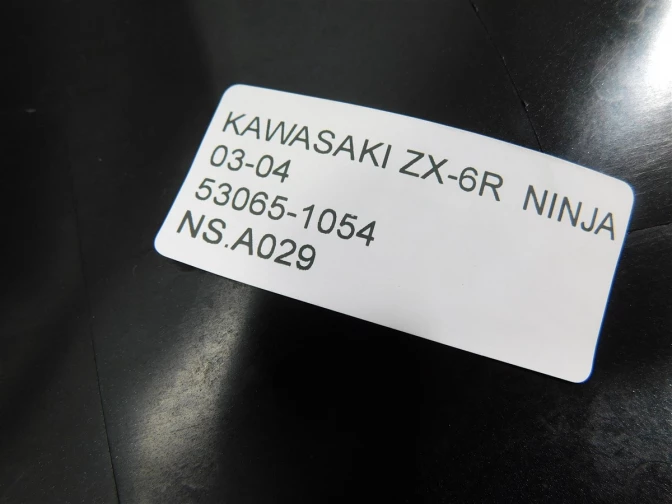 KAWASAKI ZX-6R NINJA
03-04
53065-1054
NS.A029